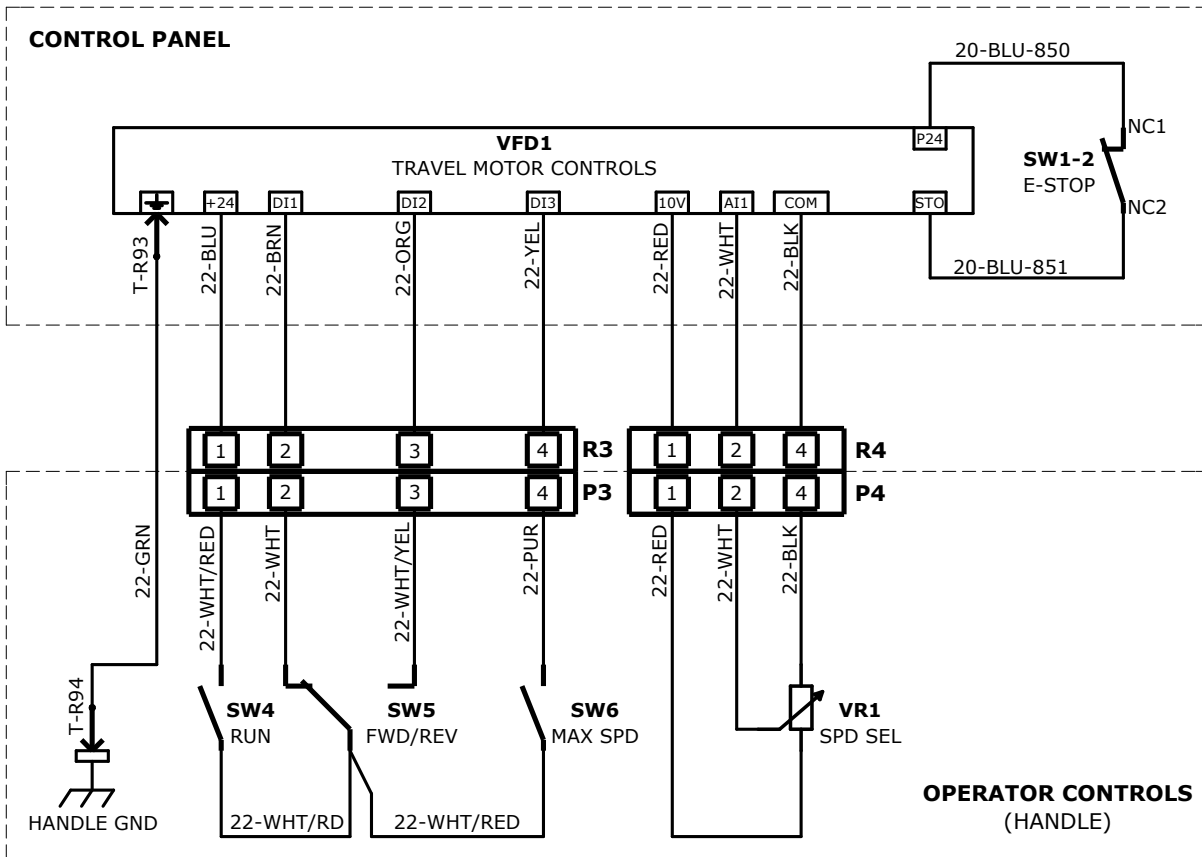 CONTROL PANEL
20-BLU-850
VFD1
TRAVEL MOTOR CONTROLS
P24
NC1
SW1-2
E-STOP
NC2
+24
DI1
DI2
DI3
10V
AI1
COM
STO
20-BLU-851
T-R93
22-BLU
22-BRN
22-ORG
22-YEL
22-RED
22-WHT
22-BLK
1
2
3
4
R3
1
2
4
R4
1
2
3
4
P3
1
2
4
P4
22-GRN
22-WHT/RED
22-WHT
22-WHT/YEL
22-PUR
22-RED
22-WHT
22-BLK
T-R94
SW4
RUN
SW5
FWD/REV
SW6
MAX SPD
VR1
SPD SEL
HANDLE GND
22-WHT/RD
22-WHT/RED
OPERATOR CONTROLS
(HANDLE)